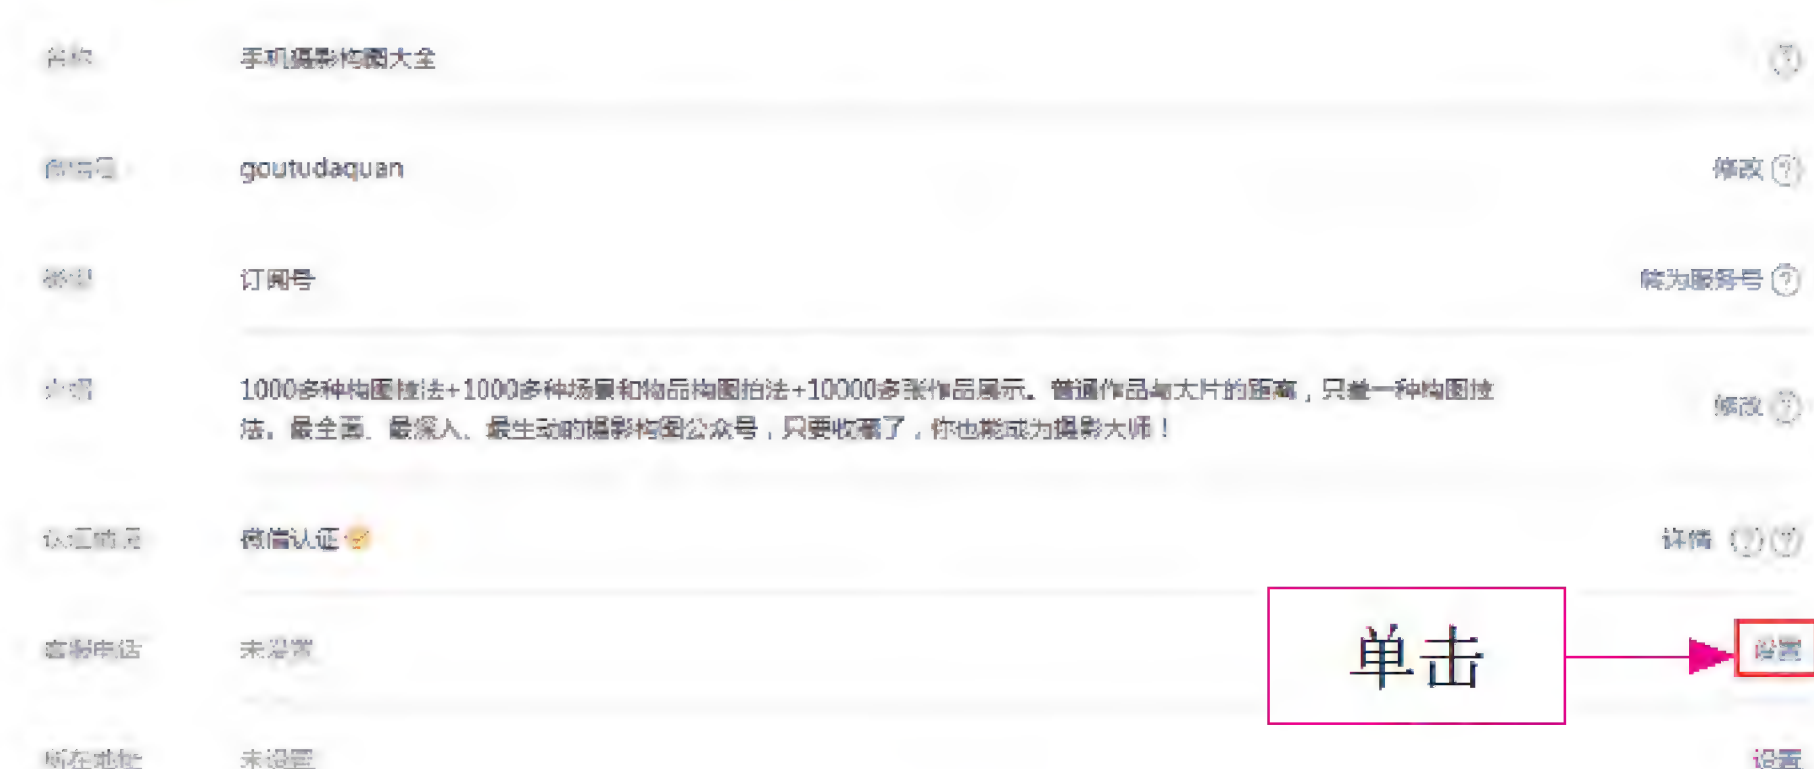 名称 手机摄影构图大全
微信号 goutudaquan 修改
类型 订阅号 转为服务号
介绍 1000多种构图技法+1000多种场景和物品构图拍法+10000多张作品展示。普通作品与大片的距离，只差一种构图技
法。最全面、最深入、最生动的摄影构图公众号，只要收藏了，你也能成为摄影大师！ 修改
认证情况 微信认证 详情
客服电话 未设置 单击 设置
所在地址 未设置 设置